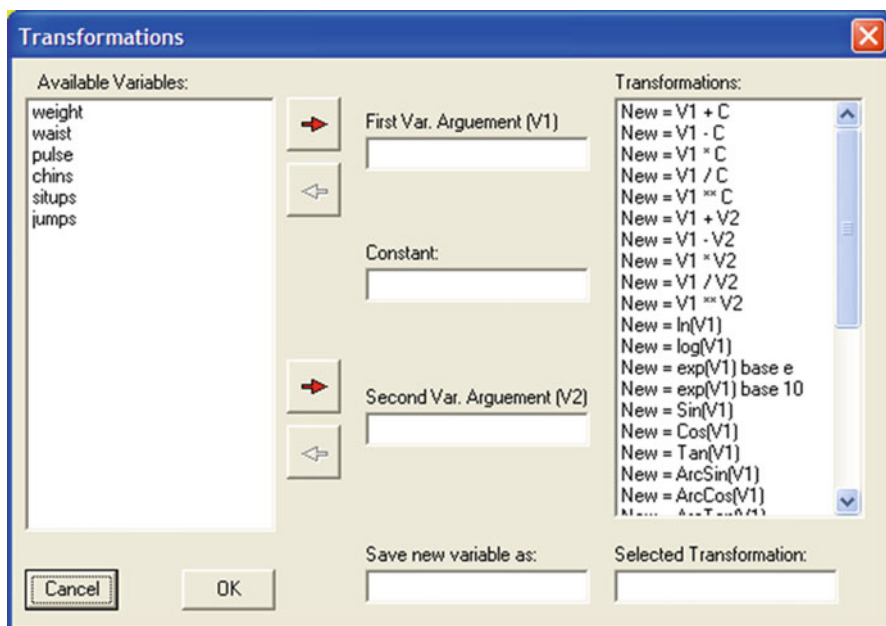 Transformations
Available Variables:
weight
waist
pulse
chins
situps
jumps
First Var. Arguement (V1)
Constant:
Second Var. Arguement (V2)
Save new variable as:
Transformations:
New = V1 + C
New = V1 - C
New = V1 * C
New = V1 / C
New = V1 ** C
New = V1 + V2
New = V1 - V2
New = V1 * V2
New = V1 / V2
New = V1 ** V2
New = ln(V1)
New = log(V1)
New = exp(V1) base e
New = exp(V1) base 10
New = Sin(V1)
New = Cos(V1)
New = Tan(V1)
New = ArcSin(V1)
New = ArcCos(V1)
Selected Transformation:
Cancel
OK